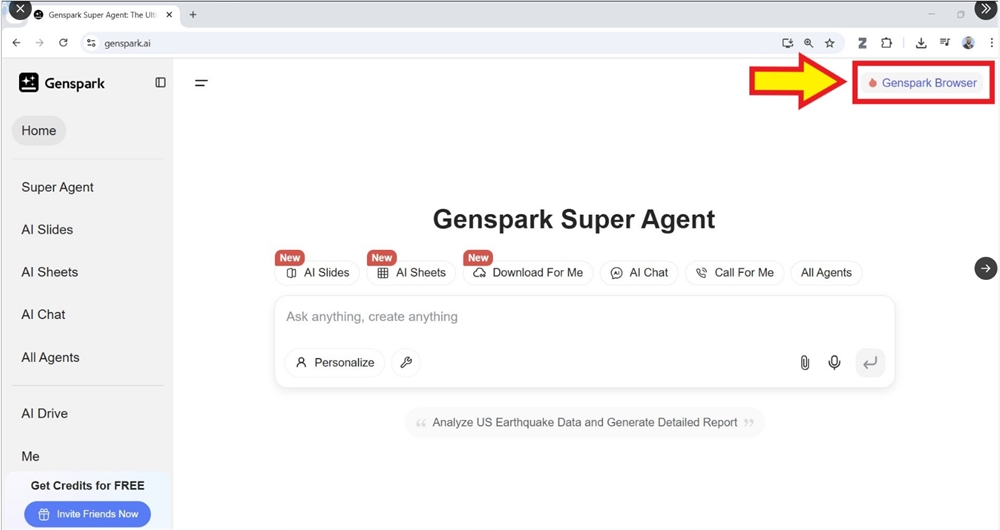 Genspark Super Agent: The Ulti
genspark.ai
Genspark
Genspark Browser
Home
Super Agent
AI Slides
AI Sheets
AI Chat
All Agents
AI Drive
Me
Get Credits for FREE
Invite Friends Now
Genspark Super Agent
New
New
New
AI Slides
AI Sheets
Download For Me
AI Chat
Call For Me
All Agents
Ask anything, create anything
Personalize
Analyze US Earthquake Data and Generate Detailed Report